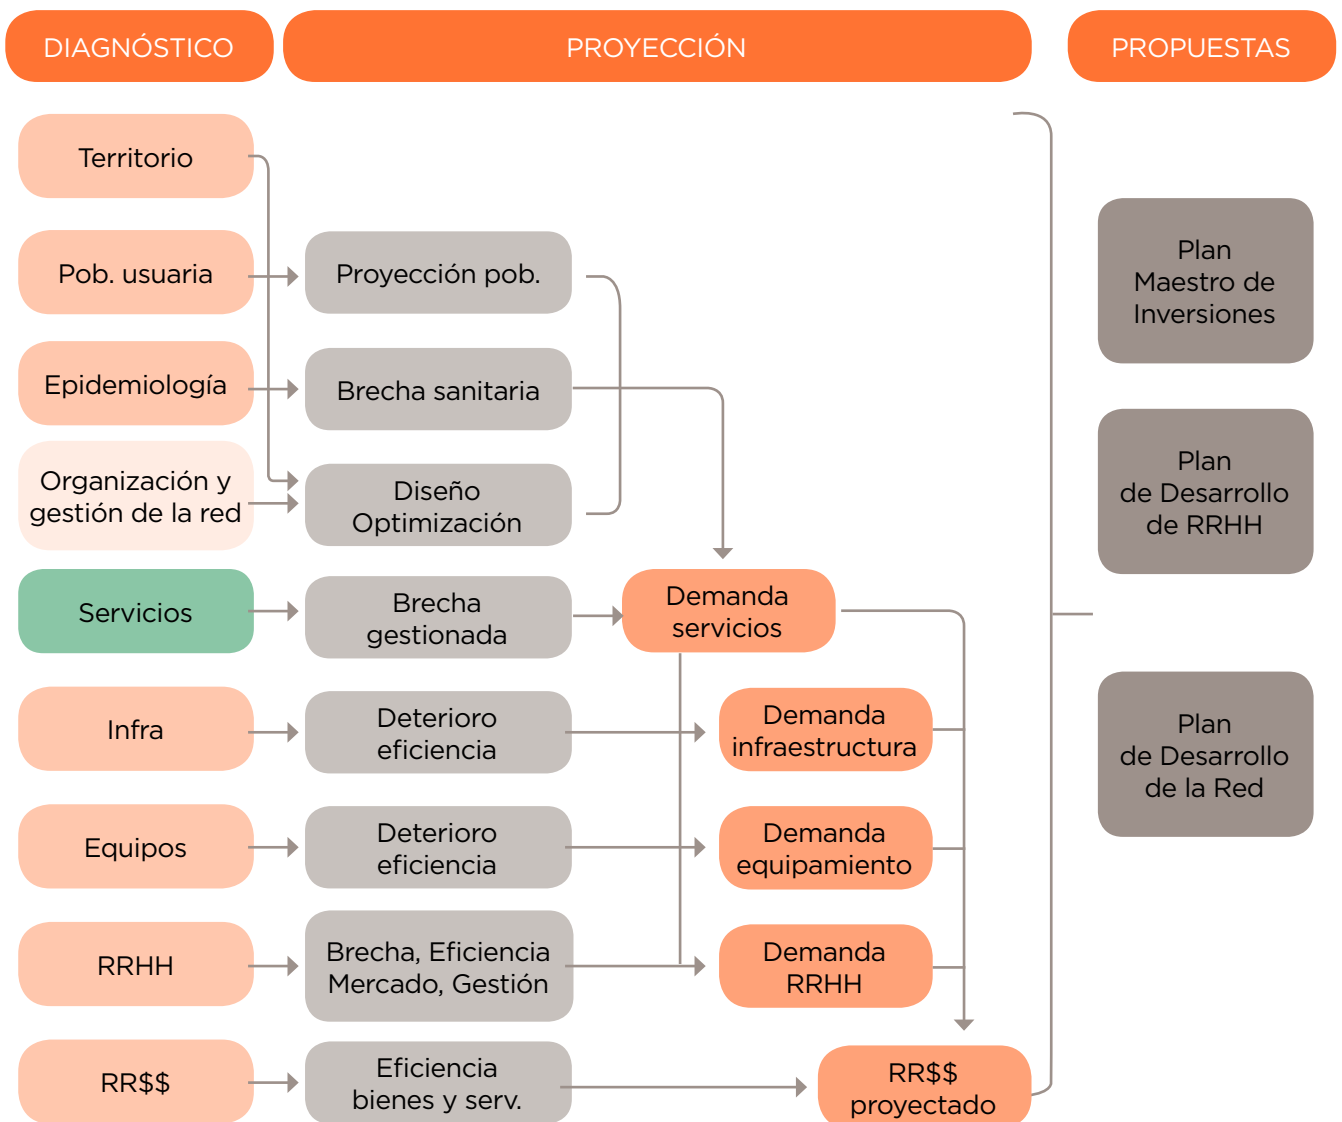 DIAGNÓSTICO
PROYECCIÓN
PROPUESTAS
Territorio
Pob. usuaria
Proyección pob.
Epidemiología
Brecha sanitaria
Organización y
gestión de la red
Diseño
Optimización
Servicios
Brecha
gestionada
Demanda
servicios
Infra
Deterioro
eficiencia
Demanda
infraestructura
Equipos
Deterioro
eficiencia
Demanda
equipamiento
RRHH
Brecha, Eficiencia
Mercado, Gestión
Demanda
RRHH
RR$$
Eficiencia
bienes y serv.
RR$$
proyectado
Plan
Maestro de
Inversiones
Plan
de Desarrollo
de RRHH
Plan
de Desarrollo
de la Red